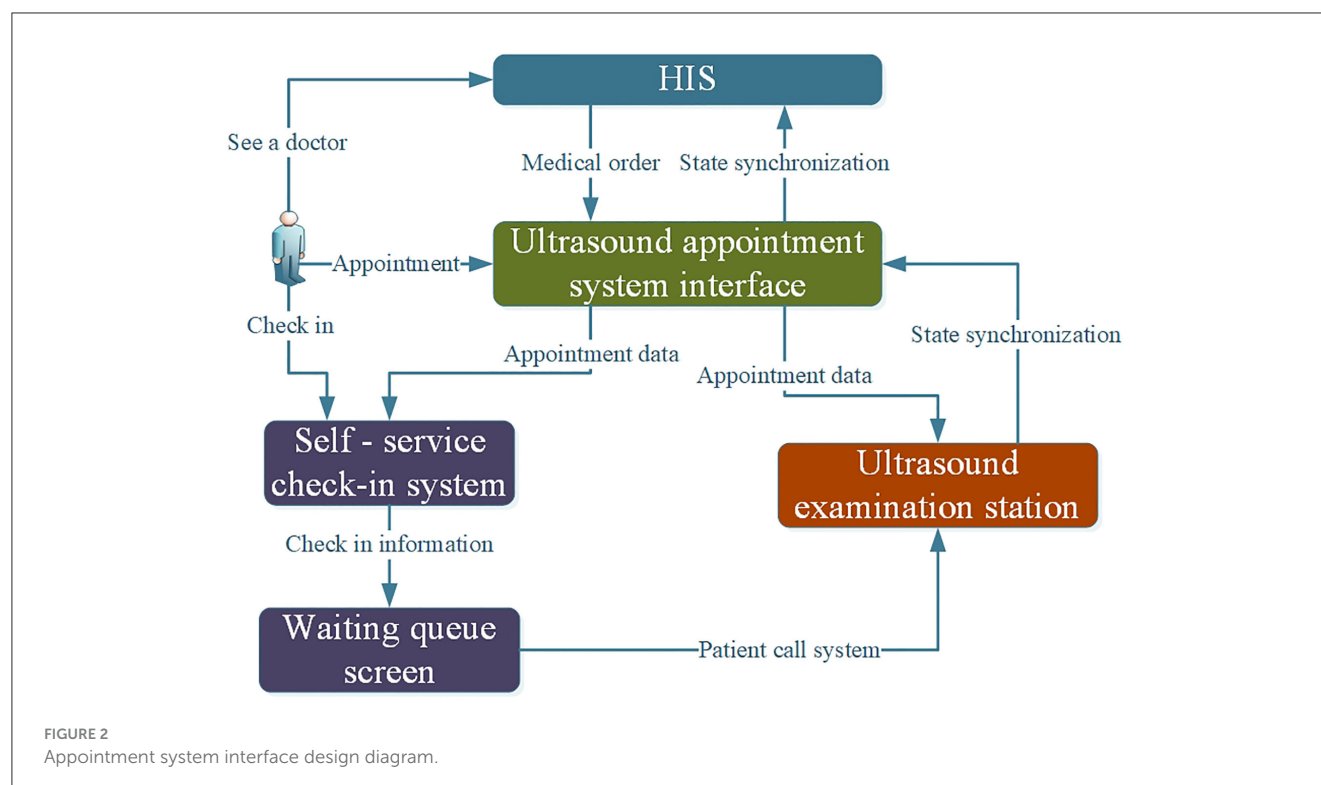 HIS
See a doctor
Medical order
State synchronization
Ultrasound appointment
system interface
Appointment
Check in
State synchronization
Appointment data
Appointment data
Self - service
check-in system
Ultrasound
examination station
Check in information
Waiting queue
screen
Patient call system
FIGURE 2
Appointment system interface design diagram.